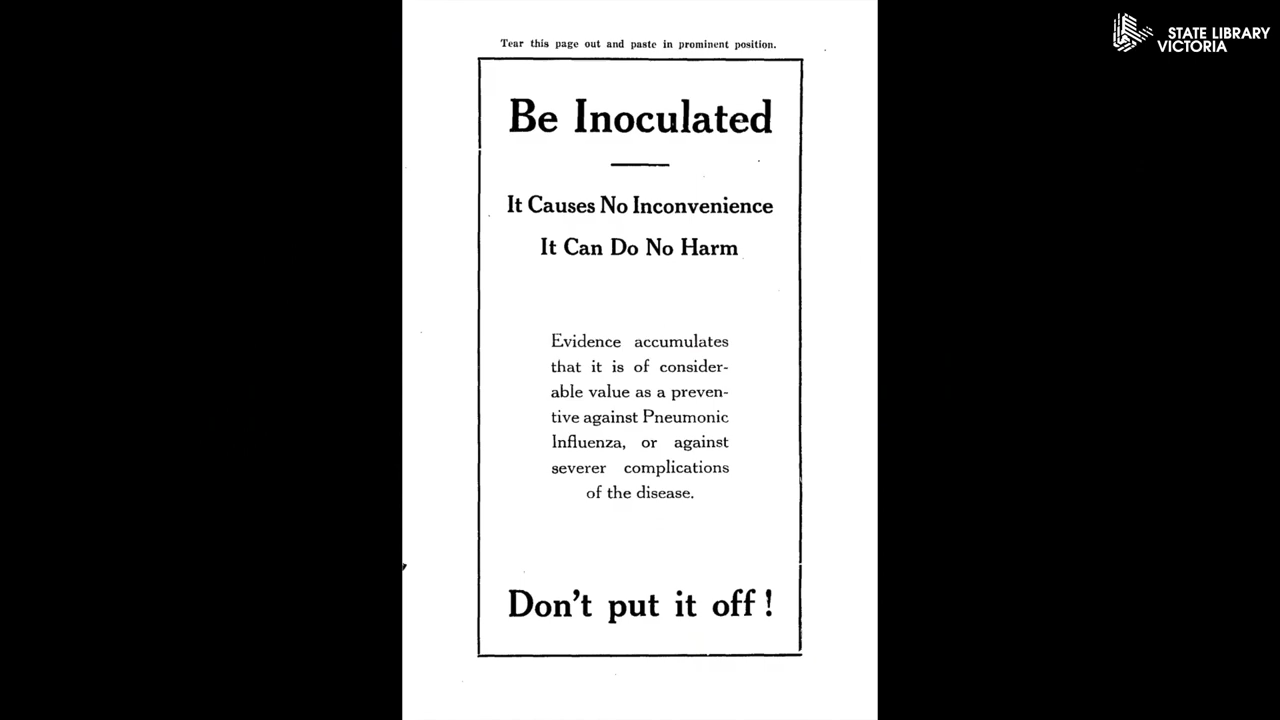 Tear this page out and paste in prominent position.
Be Inoculated
It Causes No Inconvenience
It Can Do No Harm
Evidence accumulates
that it is of consider-
able value as a preven-
tive against Pneumonic
Influenza, or against
severer complications
of the disease.
Don't put it off!
STATE LIBRARY
VICTORIA